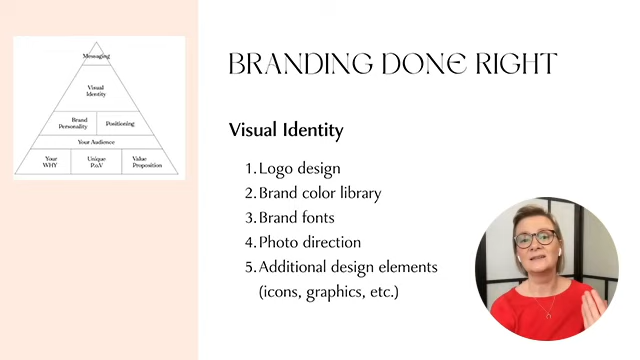 BRANDING DONE RIGHT
Messaging
Visual
Identity
Brand
Personality
Positioning
Your Audience
Your
WHY
Unique
P.o.V
Value
Proposition
Visual Identity
1. Logo design
2. Brand color library
3. Brand fonts
4. Photo direction
5. Additional design elements
(icons, graphics, etc.)